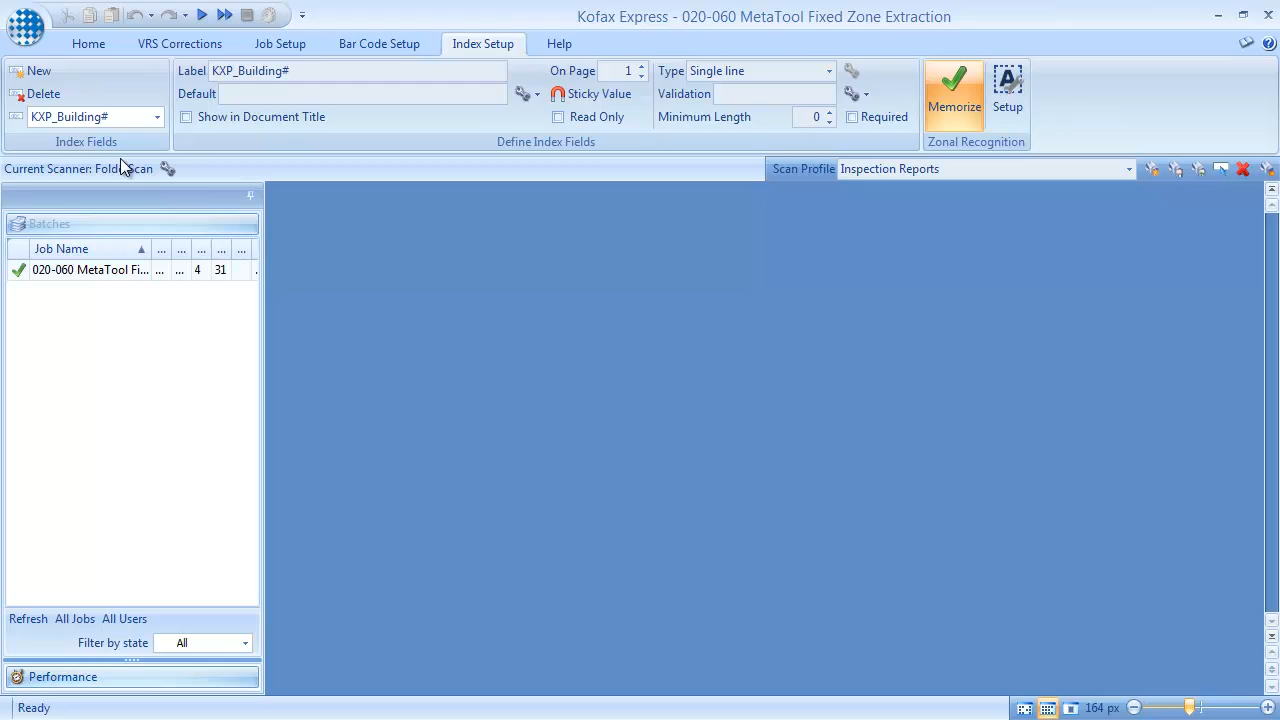 Kofax Express - 020-060 MetaTool Fixed Zone Extraction
Home VRS Corrections Job Setup Bar Code Setup Index Setup Help
New
Delete
KXP_Building#
Index Fields
Label KXP_Building# On Page 1
Default Sticky Value
Show in Document Title Read Only
Type Single line
Validation
Minimum Length 0 Required
Define Index Fields
Memorize Setup
Zonal Recognition
Current Scanner: Folder Scan
Scan Profile Inspection Reports
Batches
Job Name ... ... ... ... ...
020-060 MetaTool Fi... ... ... 4 31 .
Refresh All Jobs All Users
Filter by state All
Performance
Ready
164 px